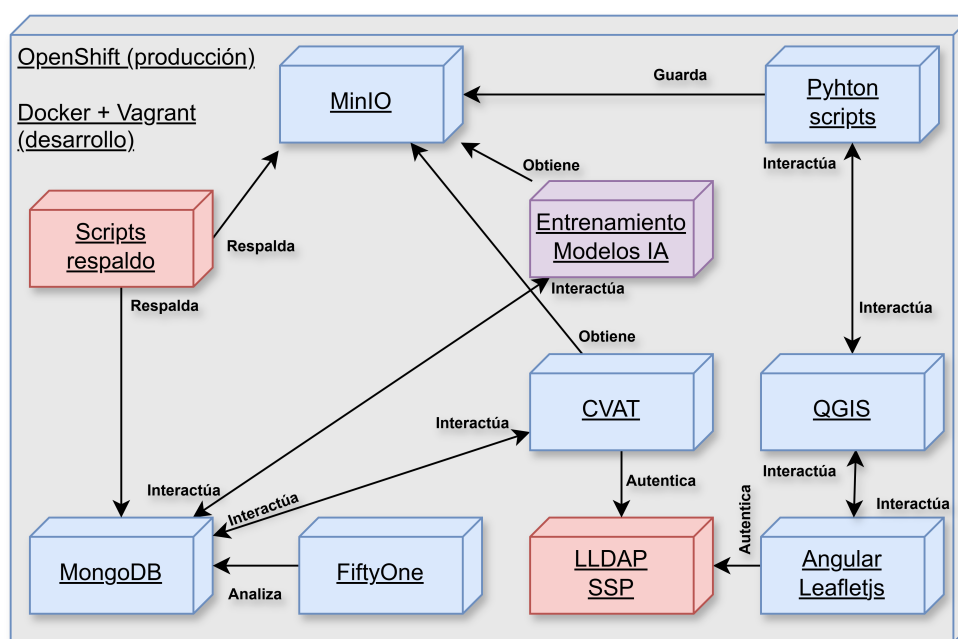 OpenShift (producción)
Docker + Vagrant
(desarrollo)
MinIO
Guarda
Pyhton
scripts
Interactúa
Obtiene
Scripts
respaldo
Respalda
Entrenamiento
Modelos IA
Interactúa
Respalda
Interactúa
Obtiene
CVAT
QGIS
Interactúa
Interactúa
Interactúa
Autentica
Interactúa
Interactúa
Autentica
MongoDB
Analiza
FiftyOne
LLDAP
SSP
Angular
Leafletjs